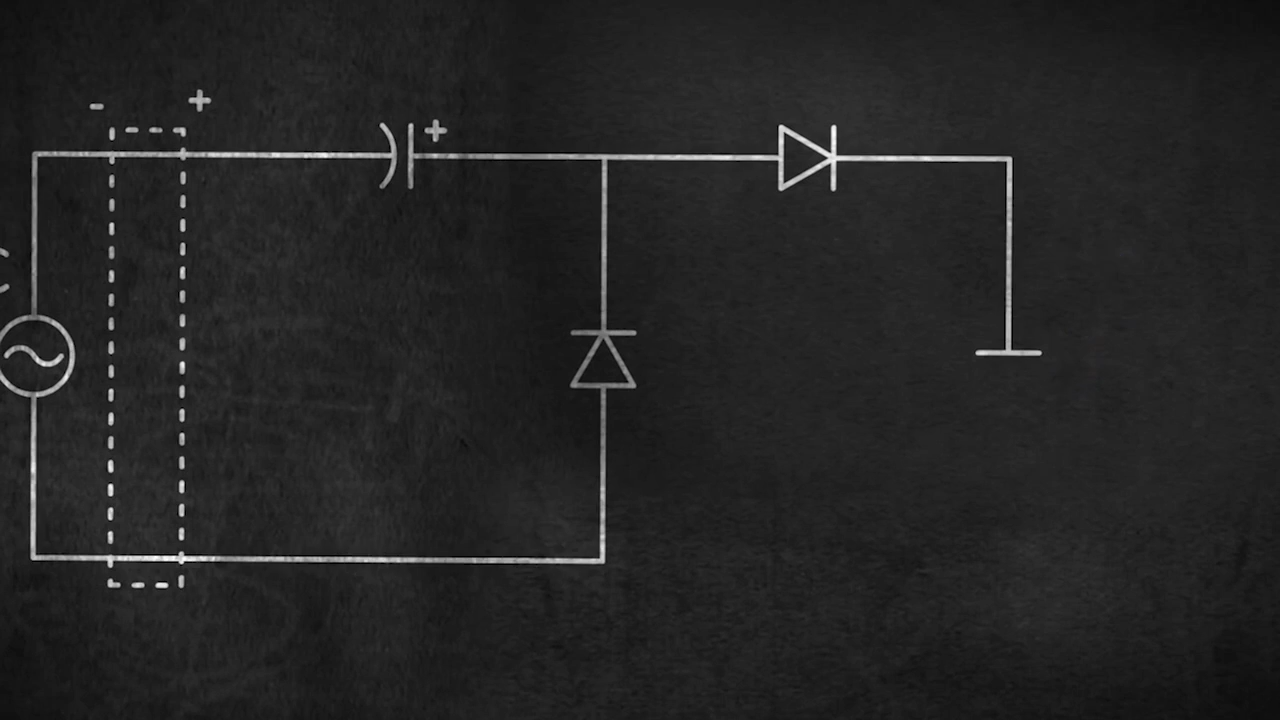 - +
+